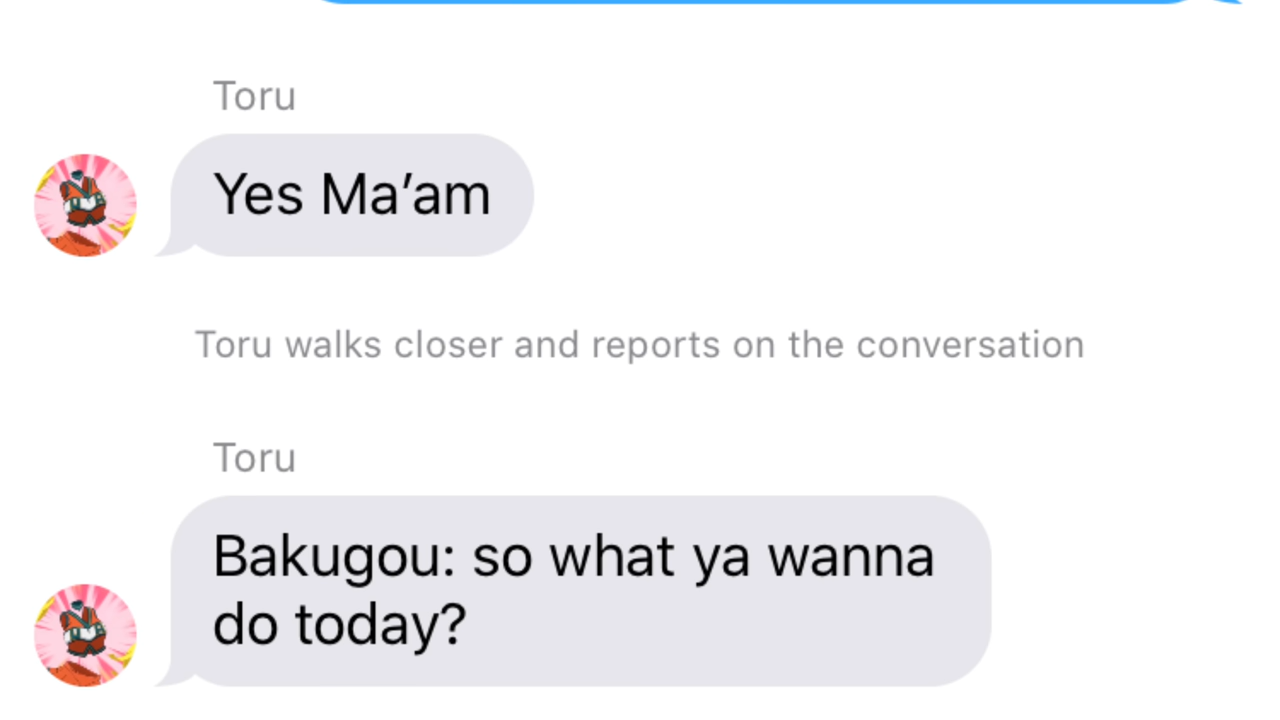 Toru
Yes Ma’am
Toru walks closer and reports on the conversation
Toru
Bakugou: so what ya wanna
do today?